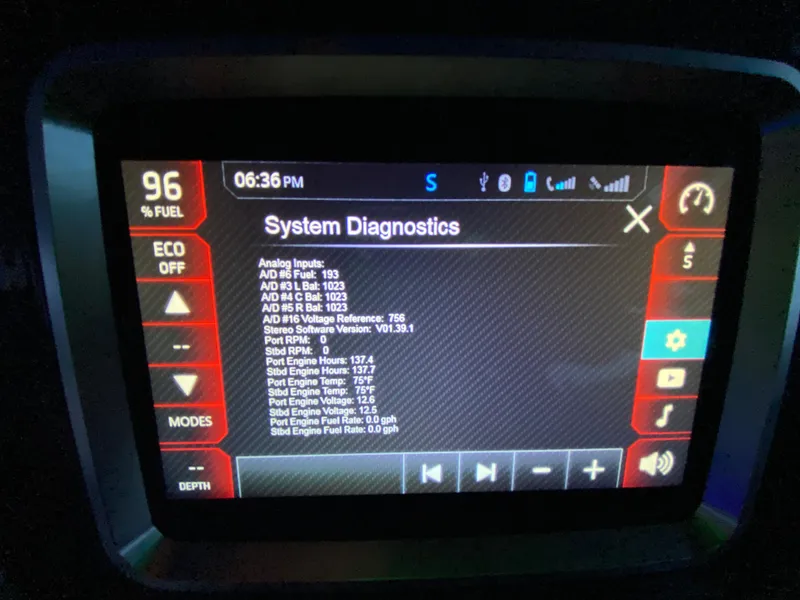 96
% FUEL
06:36 PM
S
ECO
OFF
System Diagnostics
S
Analog Inputs:
A/D #6 Fuel: 193
A/D #3 L Bal: 1023
A/D #4 C Bal: 1023
A/D #5 R Bal: 1023
A/D #16 Voltage Reference: 756
Stereo Software Version: V01.39.1
Port RPM: 0
Stbd RPM: 0
Port Engine Hours: 137.4
Stbd Engine Hours: 137.7
Port Engine Temp: 75°F
Stbd Engine Temp: 75°F
Port Engine Voltage: 12.6
Stbd Engine Voltage: 12.5
Port Engine Fuel Rate: 0.0 gph
Stbd Engine Fuel Rate: 0.0 gph
--
MODES
--
DEPTH